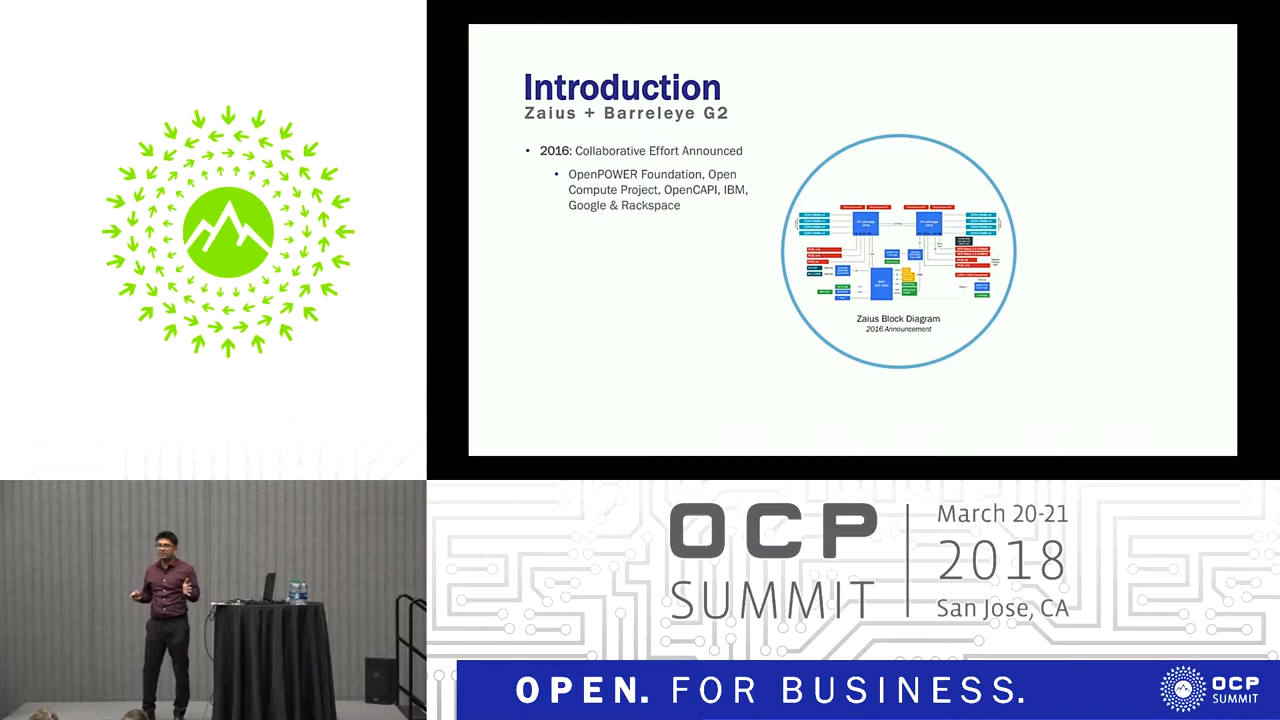 Introduction
Zaius + Barreleye G2
• 2016: Collaborative Effort Announced
• OpenPOWER Foundation, Open
Compute Project, OpenCAPI, IBM,
Google & Rackspace
Zaius Block Diagram
2016 Announcement
OCP
SUMMIT
March 20-21
2018
San Jose, CA
OPEN. FOR BUSINESS.
OCP
SUMMIT